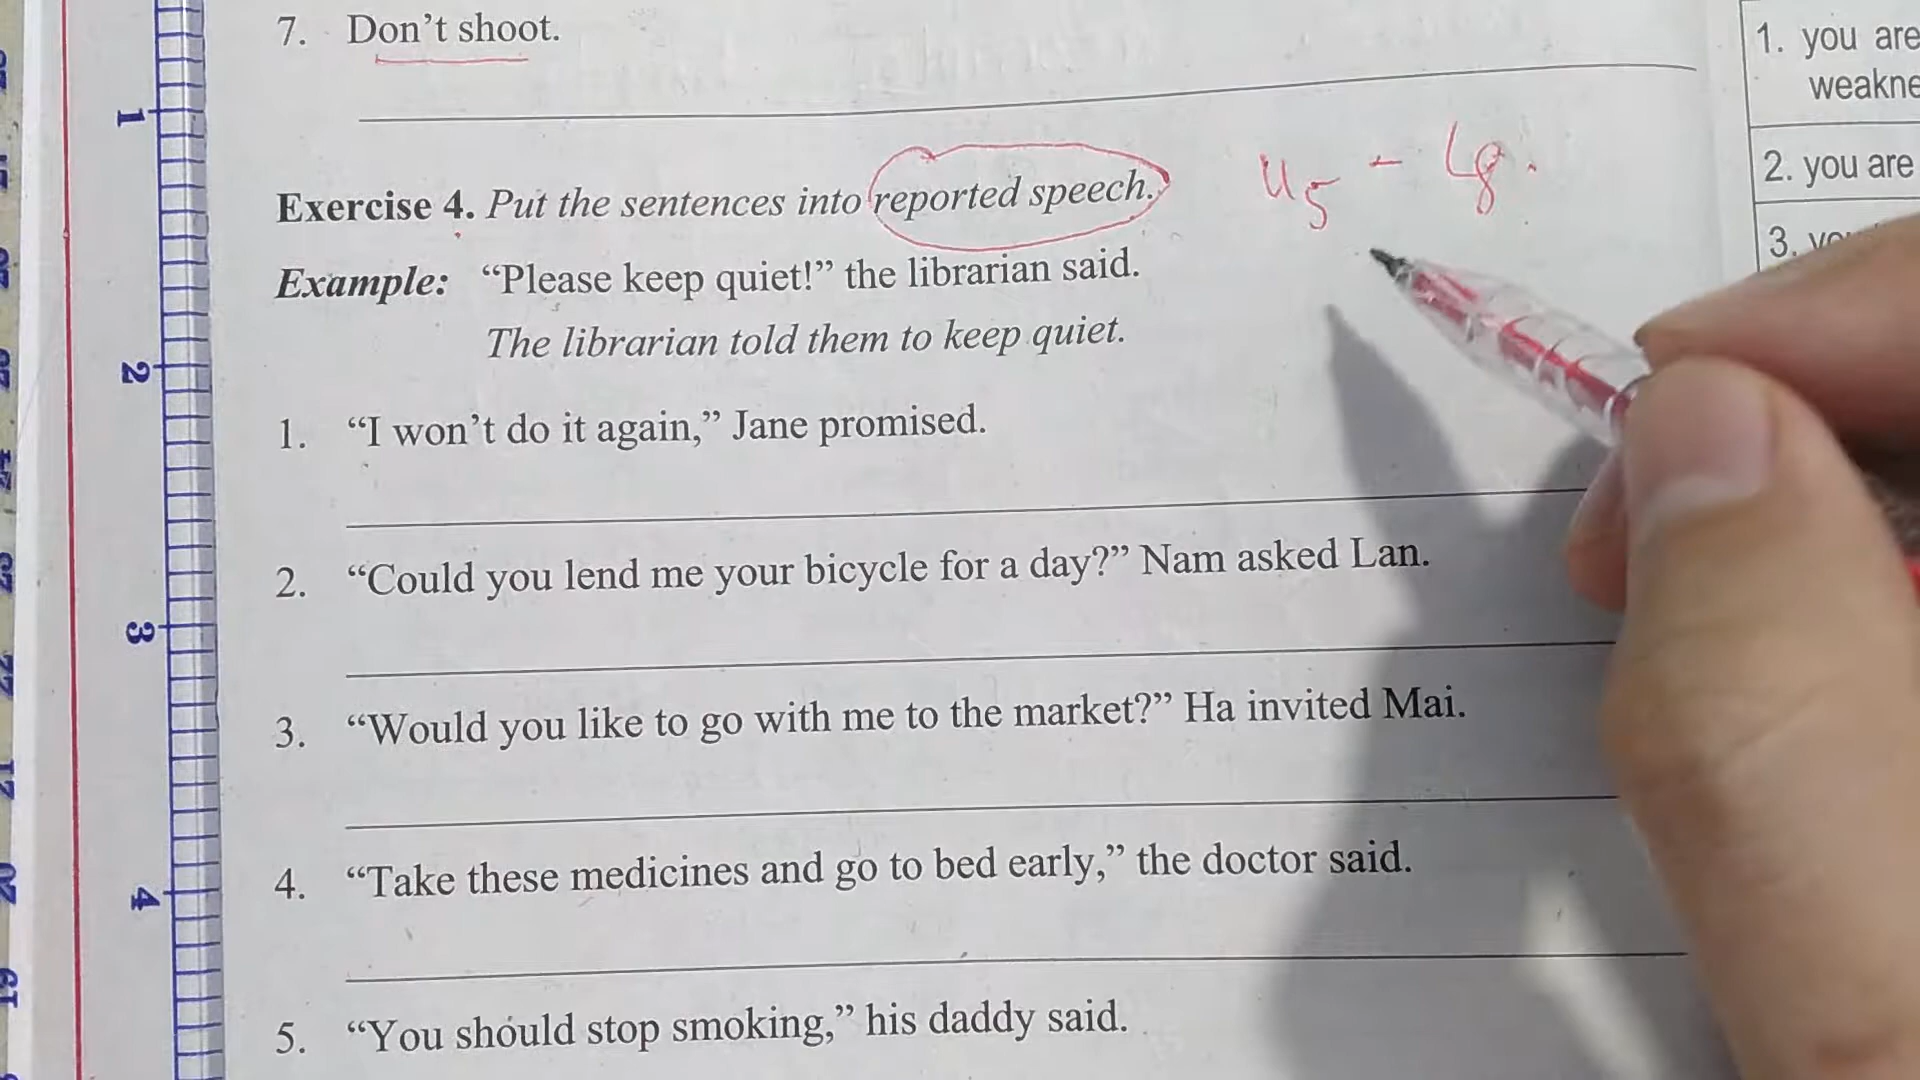 7. Don’t shoot.
1. you are
weakne
2. you are
3.
Exercise 4. Put the sentences into reported speech.
U5 - Lg.
Example: “Please keep quiet!” the librarian said.
The librarian told them to keep quiet.
1. “I won’t do it again,” Jane promised.
2. “Could you lend me your bicycle for a day?” Nam asked Lan.
3. “Would you like to go with me to the market?” Ha invited Mai.
4. “Take these medicines and go to bed early,” the doctor said.
5. “You should stop smoking,” his daddy said.
1
2
3
4